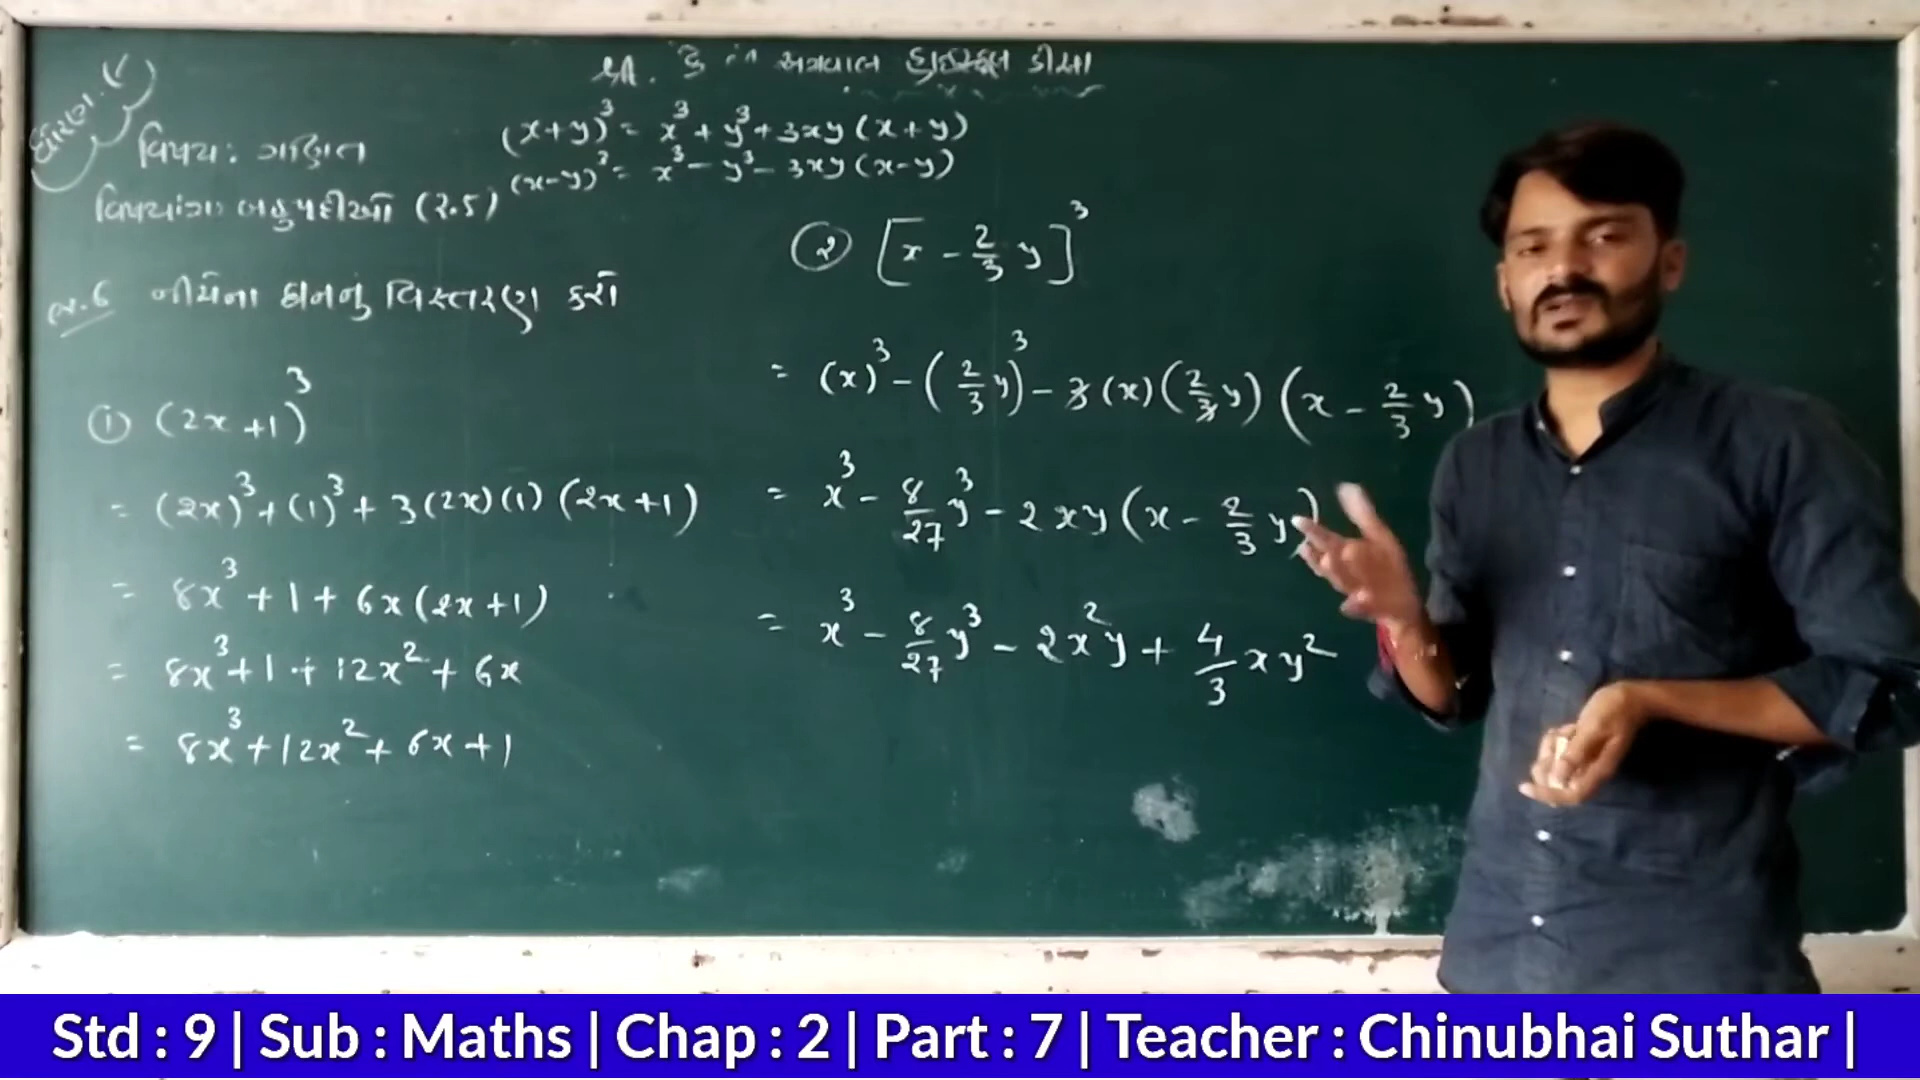 અગ્રવાલ હાઇસ્કૂલ ડીસા
ધોરણ. ૯
(x+y)³ = x³ + y³ + 3xy (x + y)
વિષય: ગણિત
(x-y)³ = x³ - y³ - 3xy (x-y)
વિષયાંગ: બહુપદીઓ (2.5)
સ્વા.6 નીચેના ઘનનું વિસ્તરણ કરો
① (2x+1)³
= (2x)³ + (1)³ + 3(2x)(1) (2x+1)
= 8x³ + 1 + 6x(2x+1)
= 8x³ + 1 + 12x² + 6x
= 8x³ + 12x² + 6x + 1
② [x - 2/3 y]³
= (x)³ - (2/3 y)³ - 3 (x) (2/3 y) (x - 2/3 y)
= x³ - 8/27 y³ - 2xy (x - 2/3 y)
= x³ - 8/27 y³ - 2x²y + 4/3 xy²
Std : 9 | Sub : Maths | Chap : 2 | Part : 7 | Teacher : Chinubhai Suthar |